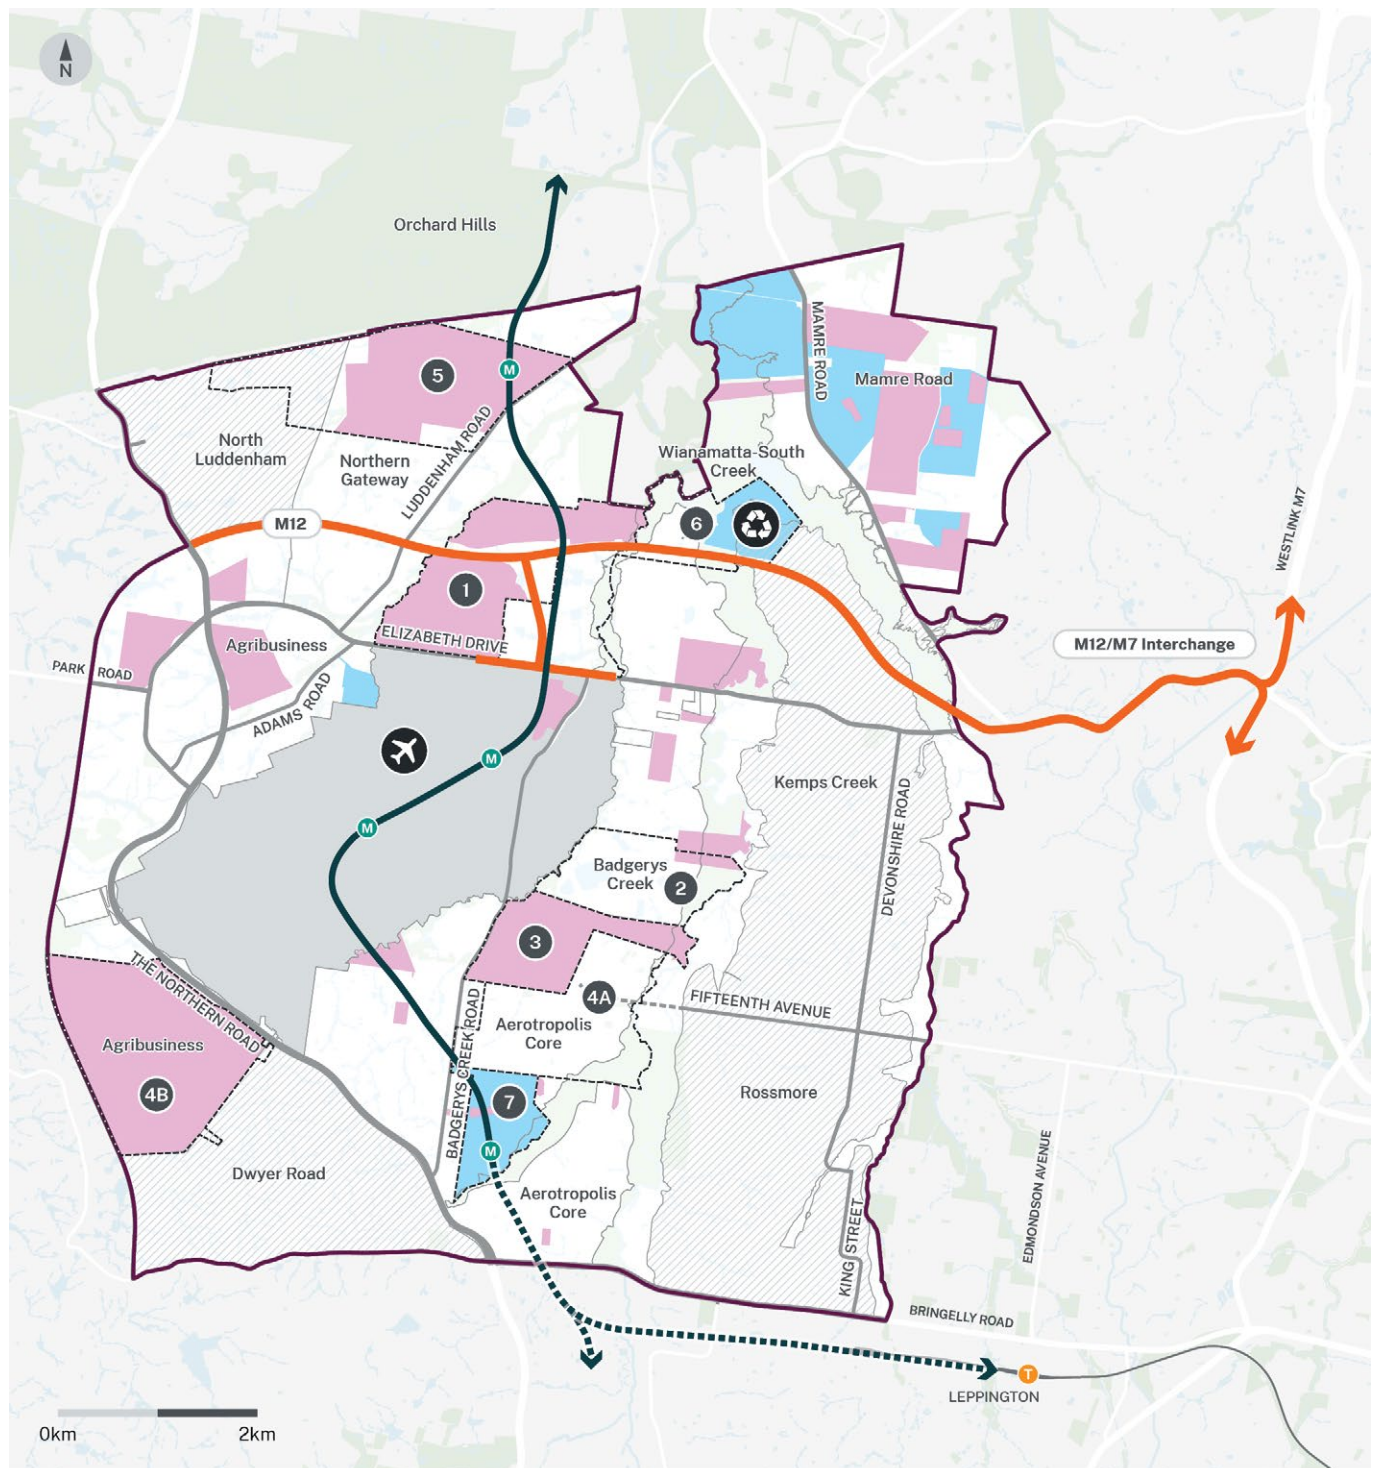 N
Orchard Hills
MAMRE ROAD
M
5
Mamre Road
North
Luddenham
Northern
Gateway
LUDDENHAM ROAD
Wianamatta-South
Creek
WESTLINK M7
M12
6
1
ELIZABETH DRIVE
Agribusiness
M12/M7 Interchange
PARK ROAD
ADAMS ROAD
M
Kemps Creek
DEVONSHIRE ROAD
M
Badgerys
Creek
2
3
THE NORTHERN ROAD
4A
FIFTEENTH AVENUE
Aerotropolis
Core
BADGERYS CREEK ROAD
Agribusiness
4B
7
Rossmore
M
Dwyer Road
Aerotropolis
Core
EDMONDSON AVENUE
KING STREET
BRINGELLY ROAD
T
LEPPINGTON
0km
2km